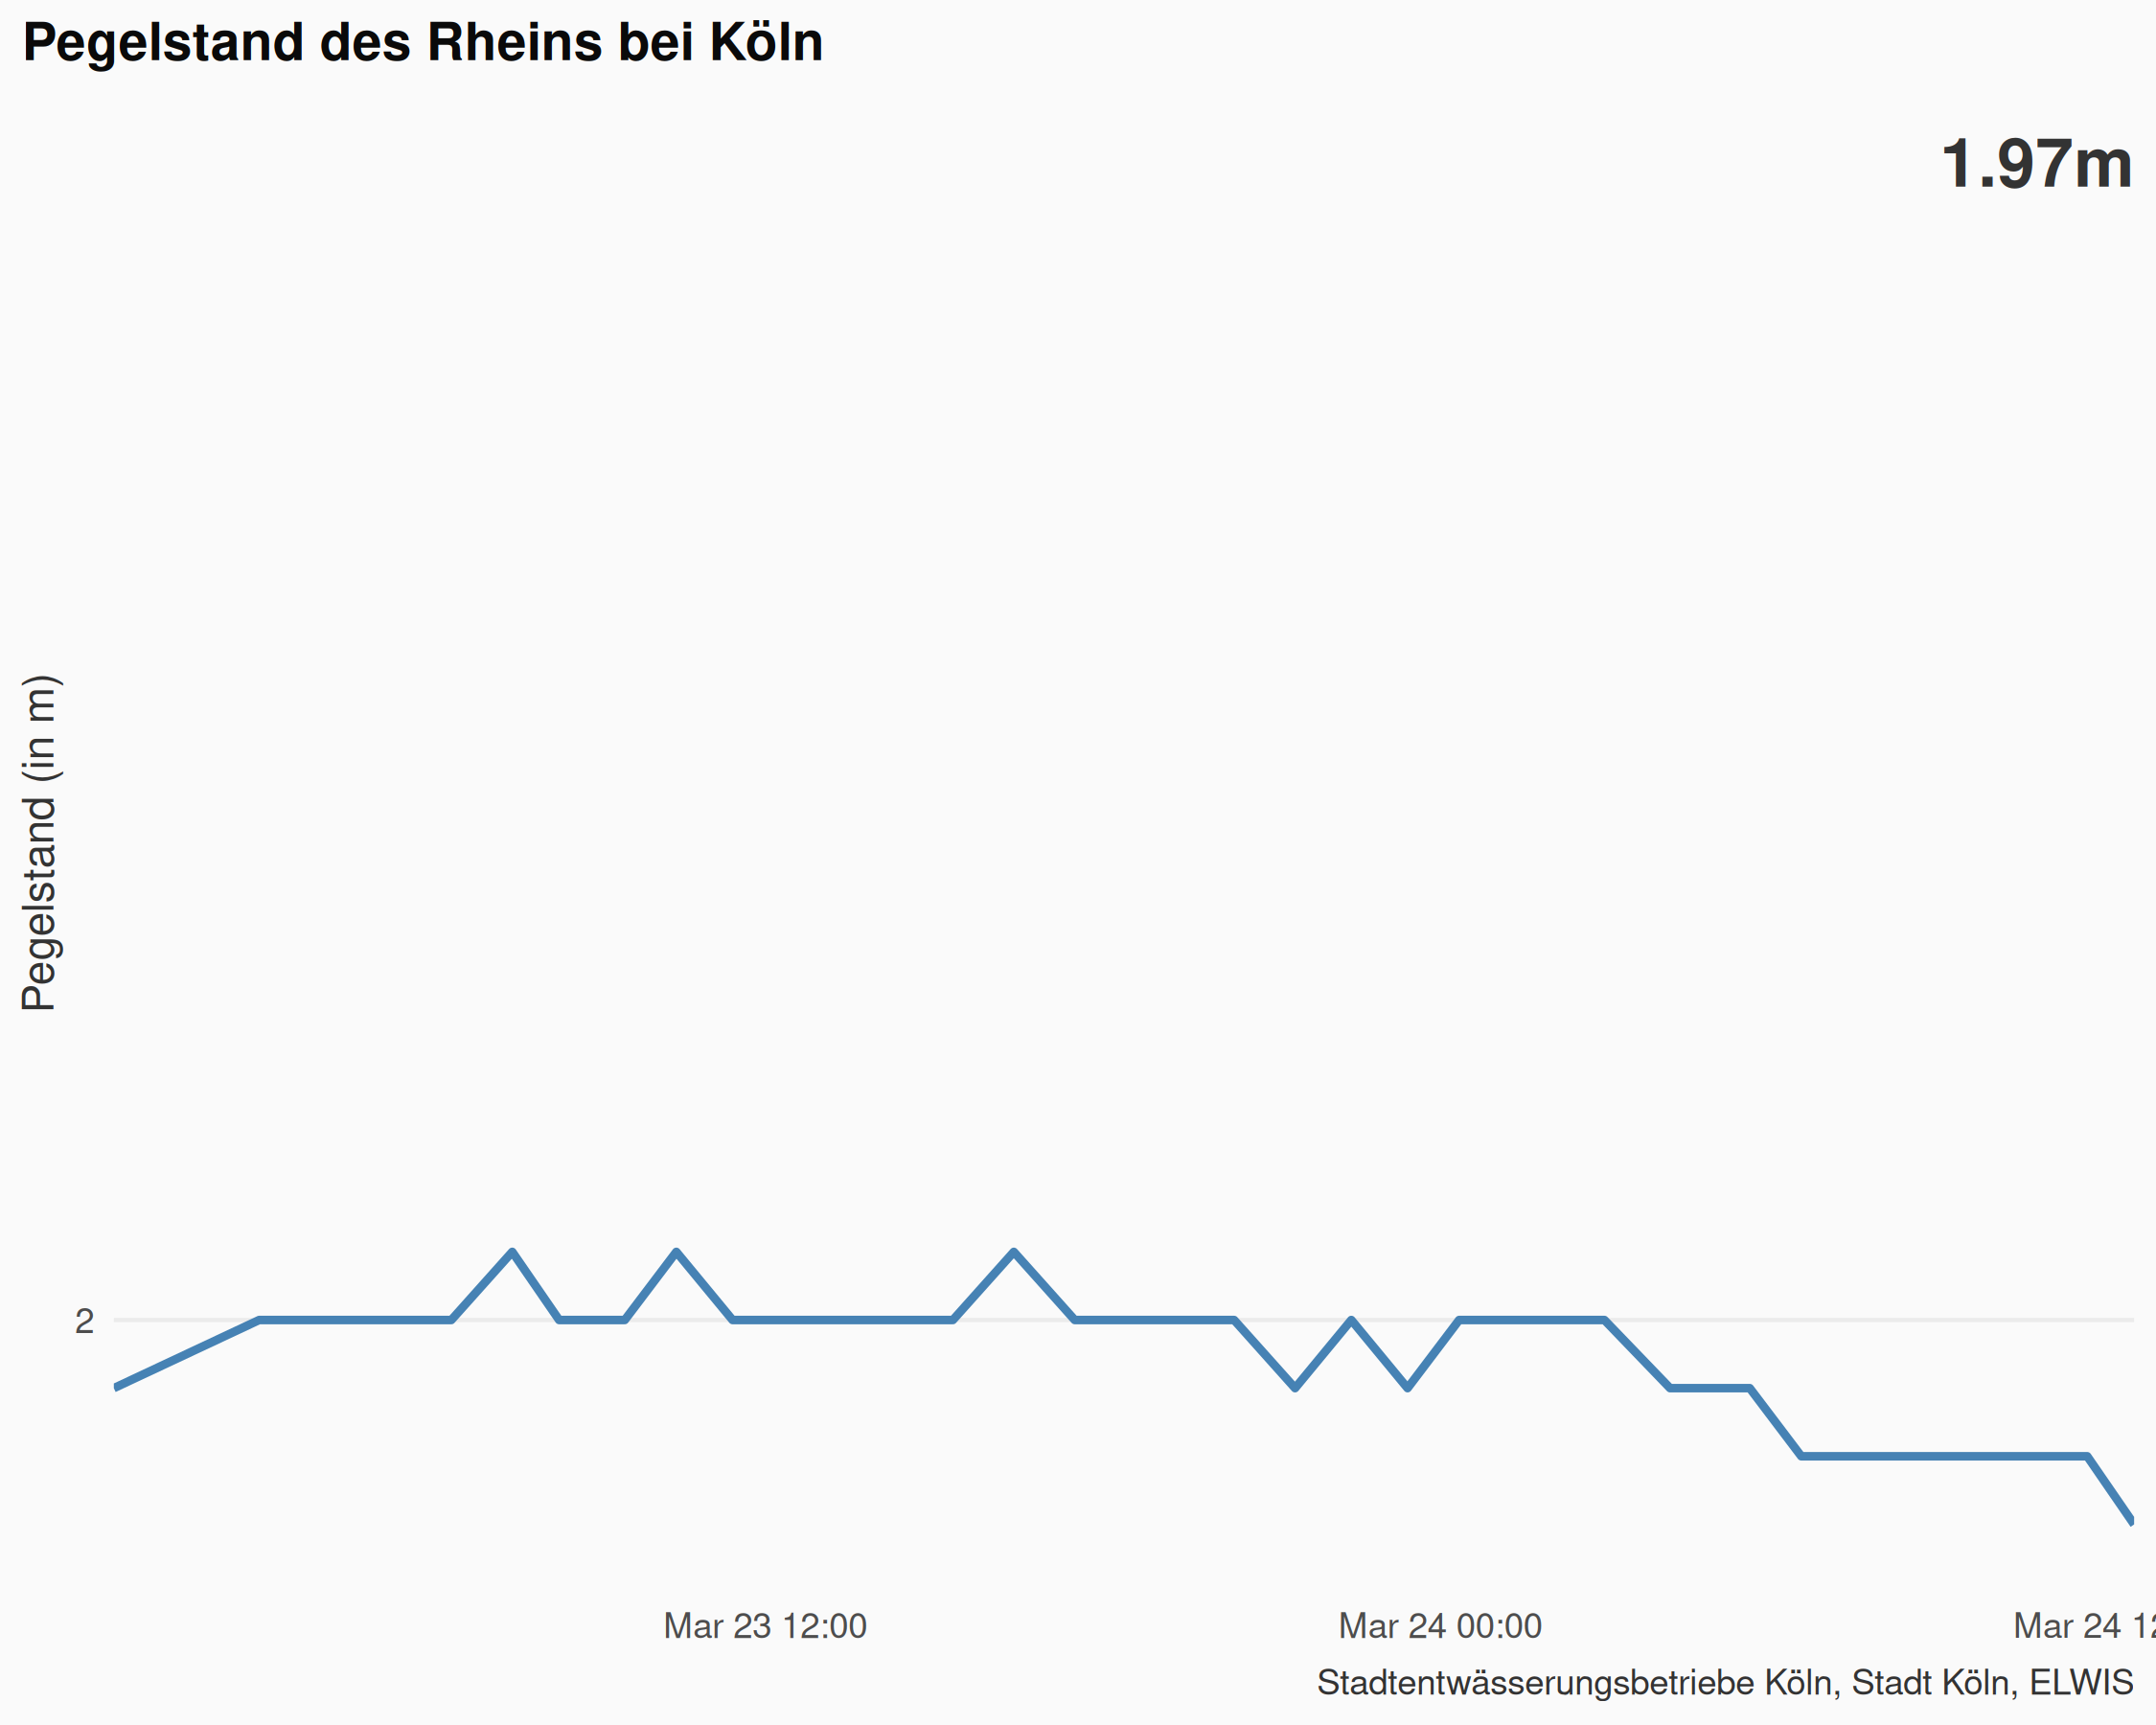 Pegelstand des Rheins bei Köln
1.97m
Pegelstand (in m)
2
Mar 23 12:00
Mar 24 00:00
Mar 24 12
Stadtentwässerungsbetriebe Köln, Stadt Köln, ELWIS